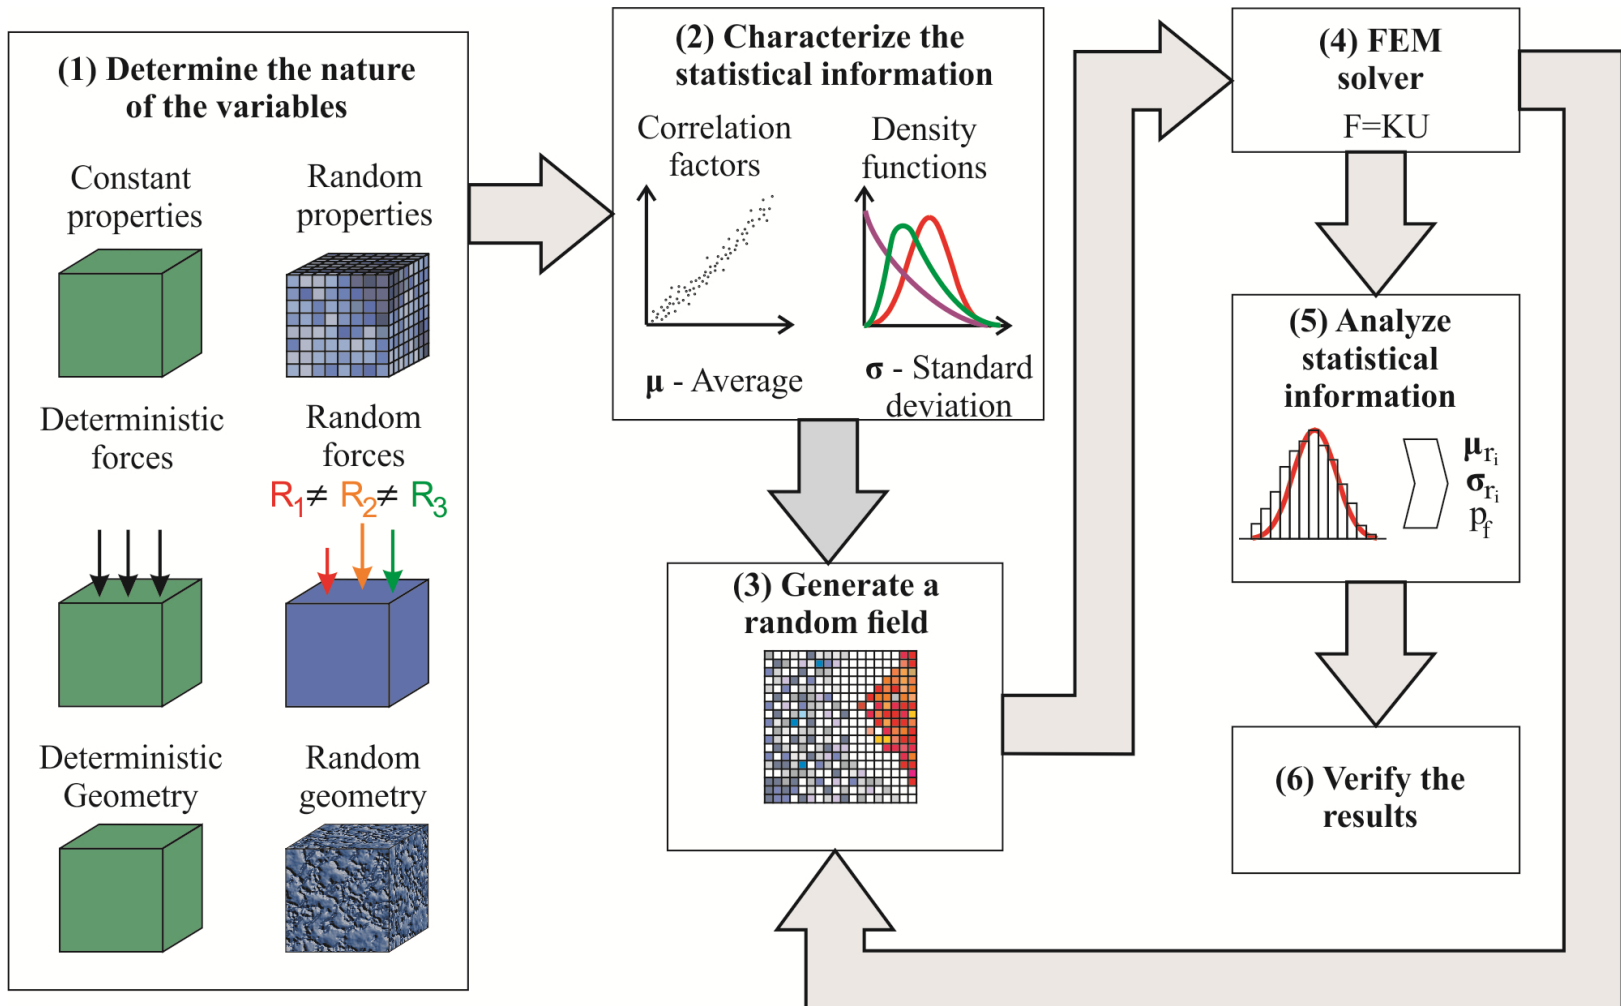 (1) Determine the nature
of the variables
Constant
properties
Random
properties
Deterministic
forces
Random
forces
R1≠ R2≠ R3
Deterministic
Geometry
Random
geometry
(2) Characterize the
statistical information
Correlation
factors
Density
functions
μ - Average
σ - Standard
deviation
(3) Generate a
random field
(4) FEM
solver
F=KU
(5) Analyze
statistical
information
μri
σri
pf
(6) Verify the
results